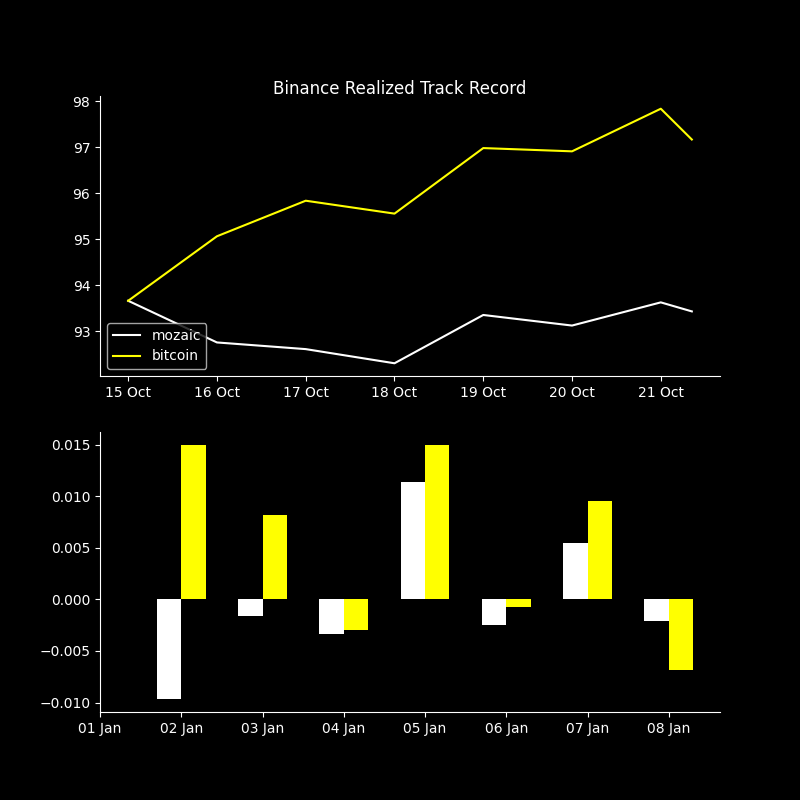 Binance Realized Track Record
98
97
96
95
94
93
mozaic
bitcoin
15 Oct 16 Oct 17 Oct 18 Oct 19 Oct 20 Oct 21 Oct
0.015
0.010
0.005
0.000
−0.005
−0.010
01 Jan 02 Jan 03 Jan 04 Jan 05 Jan 06 Jan 07 Jan 08 Jan